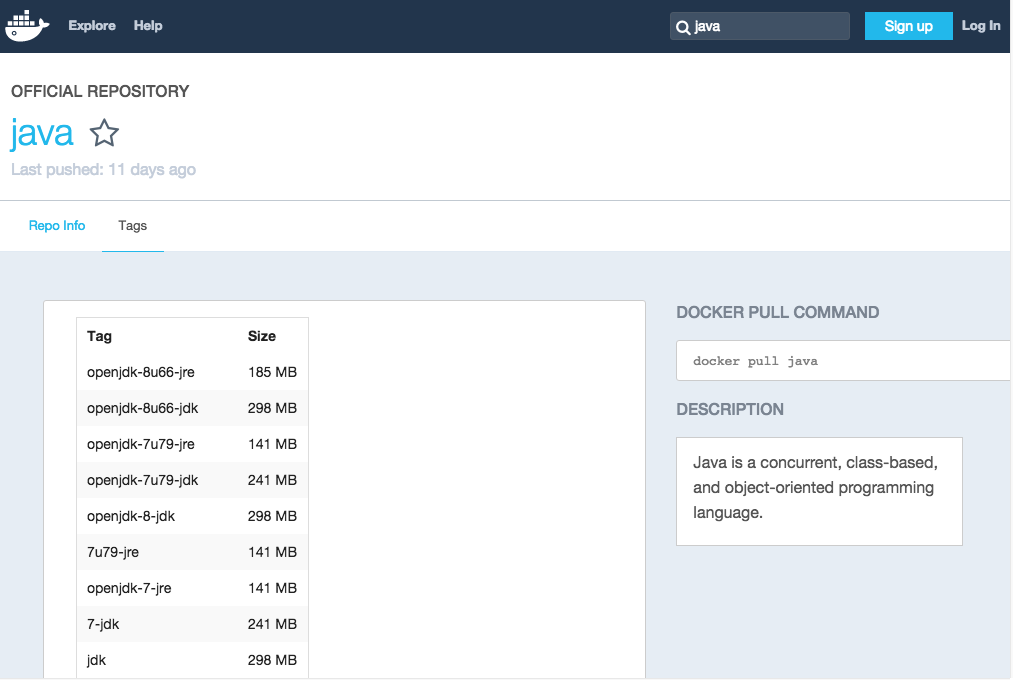 Explore Help java Sign up Log In
OFFICIAL REPOSITORY
java
Last pushed: 11 days ago
Repo Info Tags
Tag Size
openjdk-8u66-jre 185 MB
openjdk-8u66-jdk 298 MB
openjdk-7u79-jre 141 MB
openjdk-7u79-jdk 241 MB
openjdk-8-jdk 298 MB
7u79-jre 141 MB
openjdk-7-jre 141 MB
7-jdk 241 MB
jdk 298 MB
DOCKER PULL COMMAND
docker pull java
DESCRIPTION
Java is a concurrent, class-based,
and object-oriented programming
language.